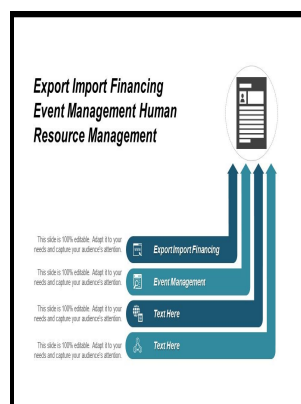 Export Import Financing
Event Management Human
Resource Management
This slide is 100% editable. Adapt it to your
needs and capture your audience's attention.
Export Import Financing
This slide is 100% editable. Adapt it to your
needs and capture your audience's attention.
Event Management
This slide is 100% editable. Adapt it to your
needs and capture your audience's attention.
Text Here
This slide is 100% editable. Adapt it to your
needs and capture your audience's attention.
Text Here